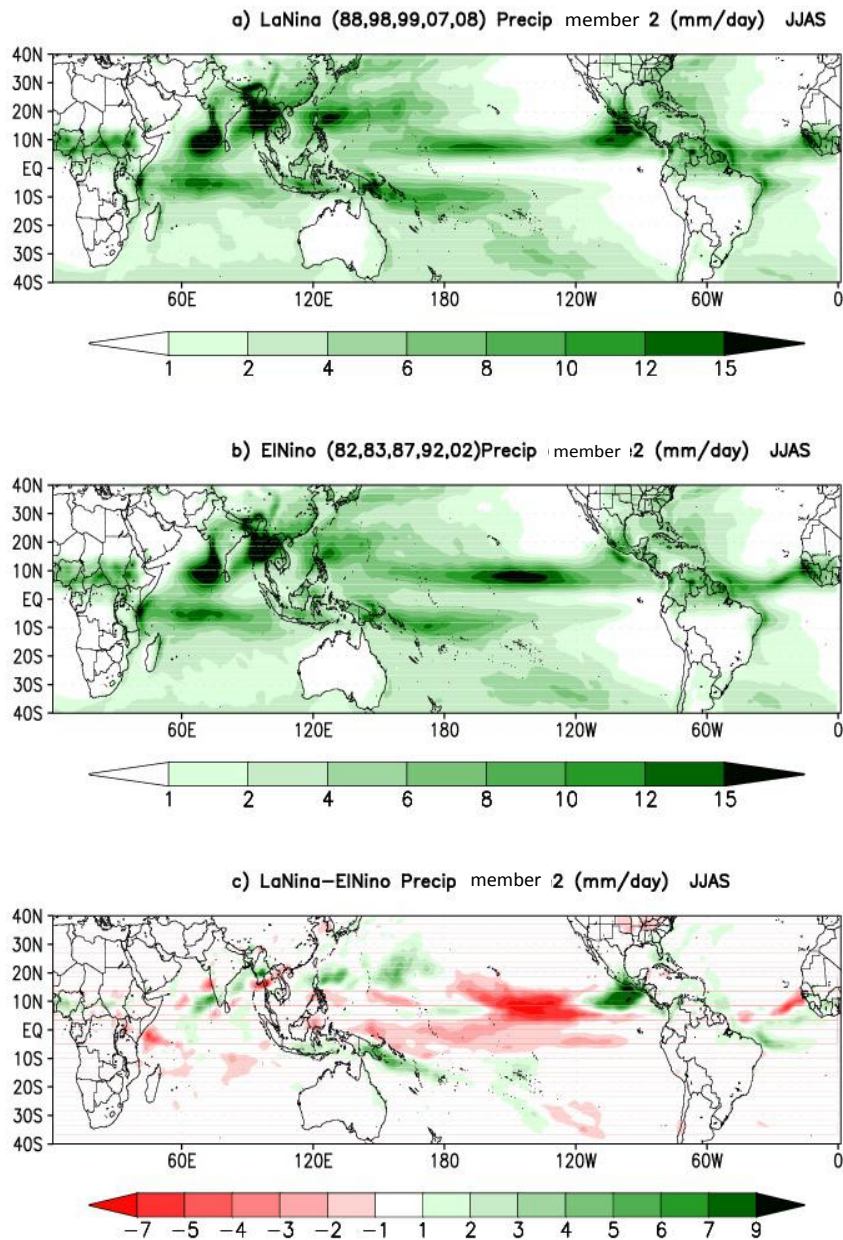 a) LaNina (88,98,99,07,08) Precip member 2 (mm/day) JJAS
40N
30N
20N
10N
EQ
10S
20S
30S
40S
60E 120E 180 120W 60W 0
1 2 4 6 8 10 12 15
b) ElNino (82,83,87,92,02)Precip member 2 (mm/day) JJAS
40N
30N
20N
10N
EQ
10S
20S
30S
40S
60E 120E 180 120W 60W 0
1 2 4 6 8 10 12 15
c) LaNina-ElNino Precip member 2 (mm/day) JJAS
40N
30N
20N
10N
EQ
10S
20S
30S
40S
60E 120E 180 120W 60W 0
-7 -5 -4 -3 -2 -1 1 2 3 4 5 6 7 9